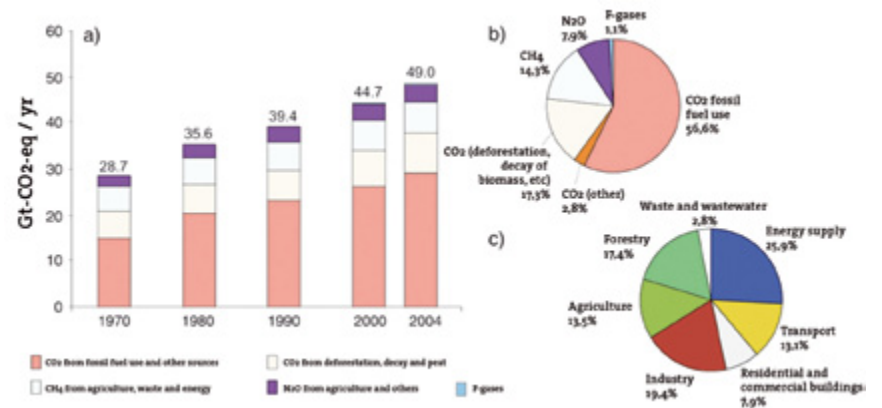 a)
Gt-CO2-eq / yr
60
50
40
30
20
10
0
28.7
35.6
39.4
44.7
49.0
1970
1980
1990
2000
2004
CO2 from fossil fuel use and other sources
CO2 from deforestation, decay and peat
CH4 from agriculture, waste and energy
N2O from agriculture and others
F-gases
b)
F-gases
1,1%
N2O
7,9%
CH4
14,3%
CO2 fossil
fuel use
56,6%
CO2 (deforestation,
decay of
biomass, etc)
17,3%
CO2 (other)
2,8%
c)
Waste and wastewater
2,8%
Energy supply
25,9%
Forestry
17,4%
Agriculture
13,5%
Transport
13,1%
Industry
19,4%
Residential and
commercial buildings
7,9%